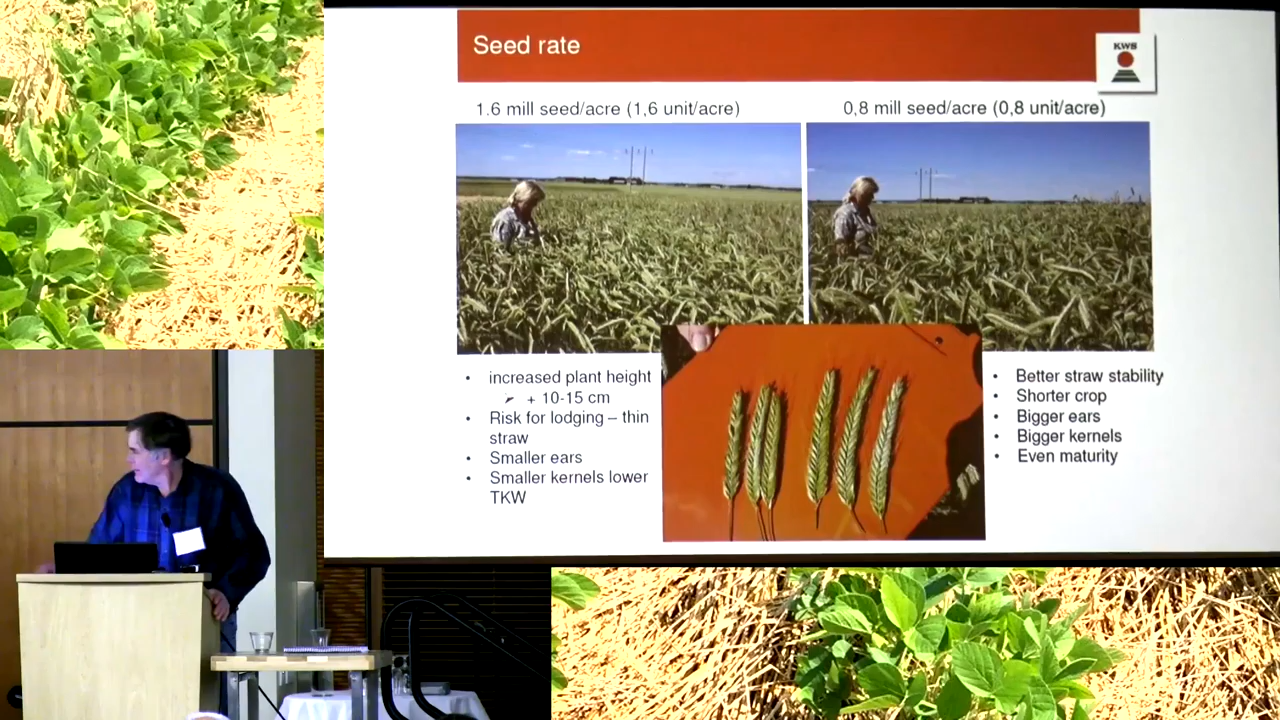 Seed rate
KWS
1.6 mill seed/acre (1,6 unit/acre)
0,8 mill seed/acre (0,8 unit/acre)
• increased plant height
+ 10-15 cm
• Risk for lodging – thin
straw
• Smaller ears
• Smaller kernels lower
TKW
• Better straw stability
• Shorter crop
• Bigger ears
• Bigger kernels
• Even maturity